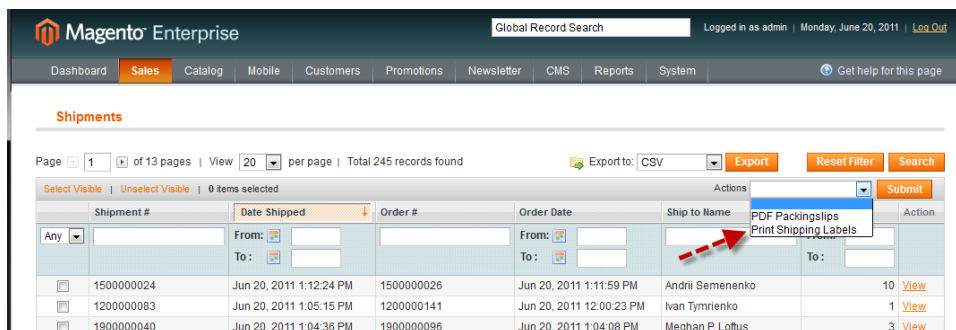 Magento Enterprise
Global Record Search
Logged in as admin | Monday, June 20, 2011 | Log Out
Dashboard Sales Catalog Mobile Customers Promotions Newsletter CMS Reports System Get help for this page
Shipments
Page 1 of 13 pages | View 20 per page | Total 245 records found Export to: CSV Export Reset Filter Search
Select Visible | Unselect Visible | 0 items selected Actions Submit
PDF Packingslips
Print Shipping Labels
Shipment # Date Shipped Order # Order Date Ship to Name Action
Any From: From:
To : To : To :
1500000024 Jun 20, 2011 1:12:24 PM 1500000026 Jun 20, 2011 1:11:59 PM Andrii Semenenko 10 View
1200000083 Jun 20, 2011 1:05:15 PM 1200000141 Jun 20, 2011 12:00:23 PM Ivan Tymrienko 1 View
1900000040 Jun 20, 2011 1:04:36 PM 1900000096 Jun 20, 2011 1:04:08 PM Meghan P. Loftus 3 View